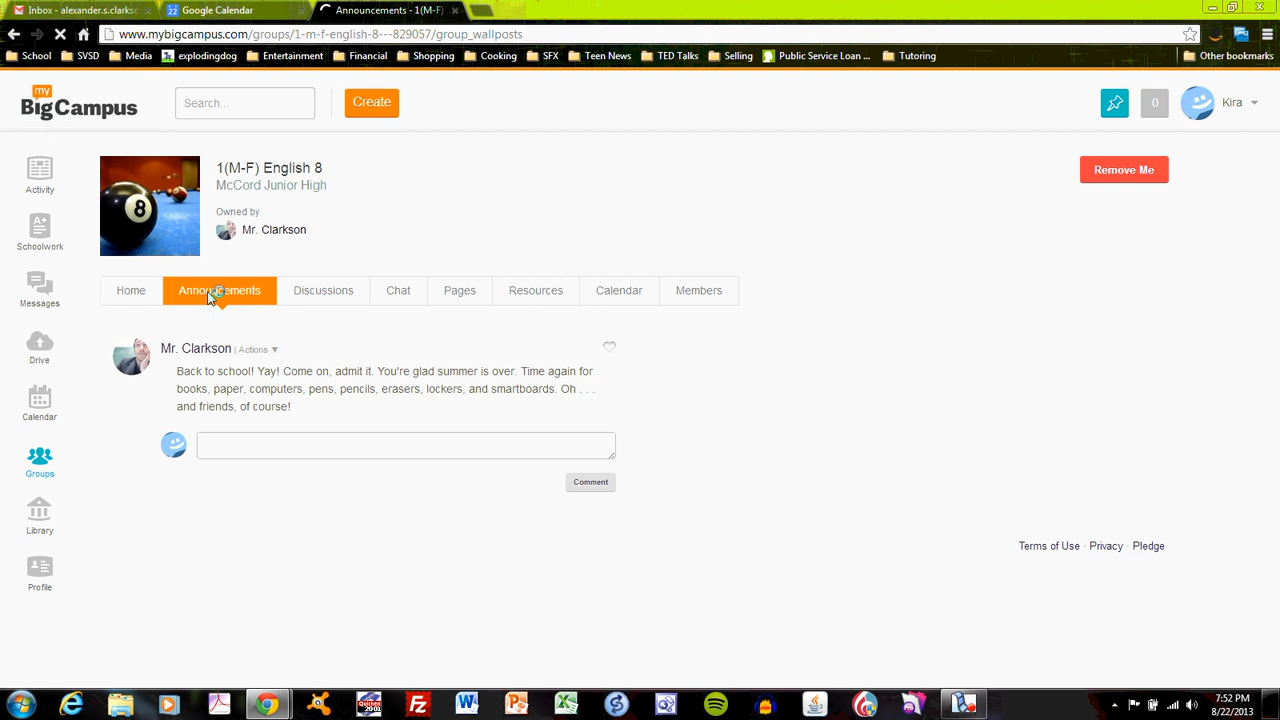 Inbox - alexander.s.clarkso
Google Calendar
Announcements - 1(M-F)
www.mybigcampus.com/groups/1-m-f-english-8---829057/group_wallposts
School
SVSD
Media
explodingdog
Entertainment
Financial
Shopping
Cooking
SFX
Teen News
TED Talks
Selling
Public Service Loan ...
Tutoring
Other bookmarks
my
BigCampus
Search...
Create
0
Kira
Activity
Schoolwork
Messages
Drive
Calendar
Groups
Library
Profile
1(M-F) English 8
McCord Junior High
Owned by
Mr. Clarkson
Remove Me
Home
Announcements
Discussions
Chat
Pages
Resources
Calendar
Members
Mr. Clarkson | Actions ▼
Back to school! Yay! Come on, admit it. You're glad summer is over. Time again for
books, paper, computers, pens, pencils, erasers, lockers, and smartboards. Oh . . .
and friends, of course!
Comment
Terms of Use · Privacy · Pledge
7:52 PM
8/22/2013